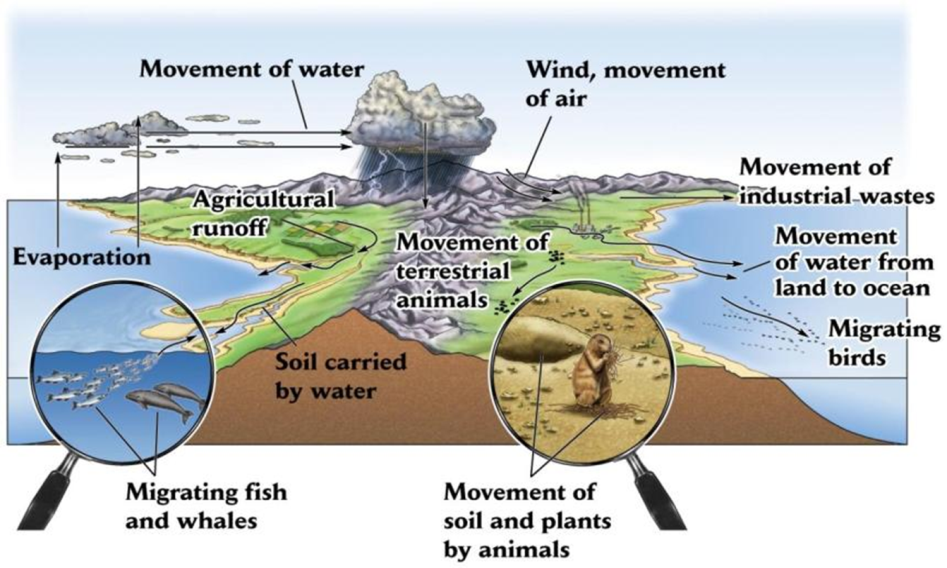 Movement of water
Wind, movement
of air
Movement of
industrial wastes
Agricultural
runoff
Evaporation
Movement of
terrestrial
animals
Movement
of water from
land to ocean
Migrating
birds
Soil carried
by water
Migrating fish
and whales
Movement of
soil and plants
by animals